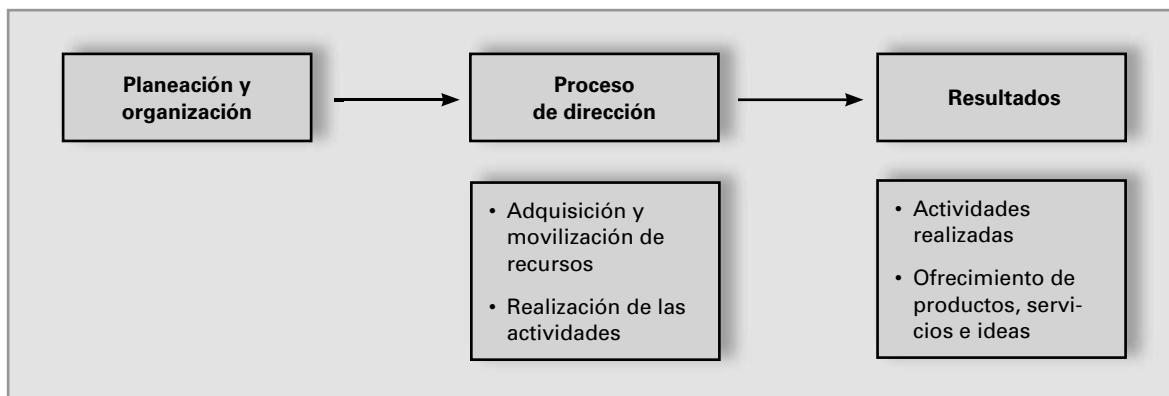 Planeación y
organización
Proceso
de dirección
Resultados
• Adquisición y
movilización de
recursos
• Realización de las
actividades
• Actividades
realizadas
• Ofrecimiento de
productos, servi-
cios e ideas